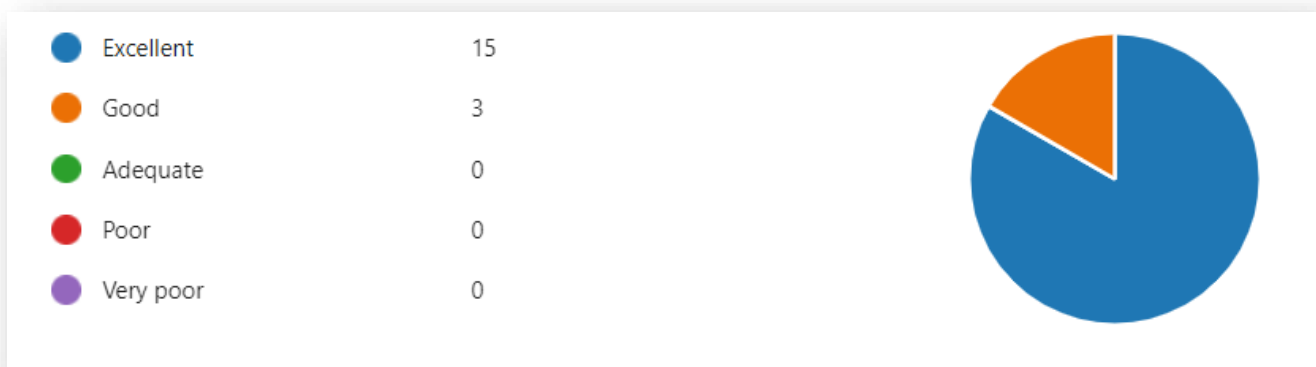 Excellent 15
Good 3
Adequate 0
Poor 0
Very poor 0